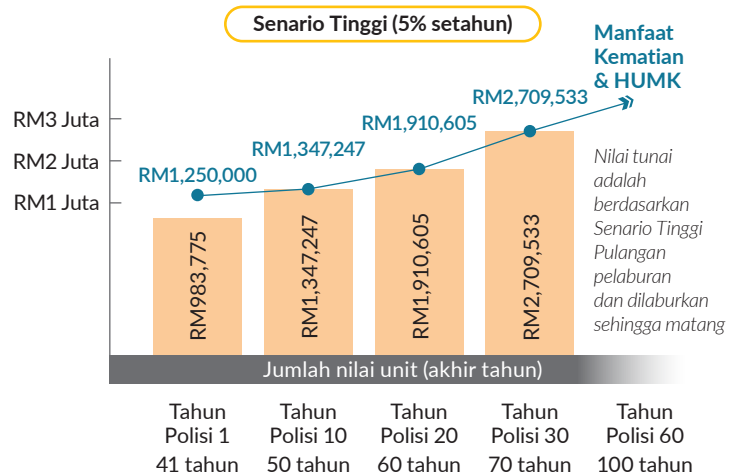 Senario Tinggi (5% setahun)
Manfaat
Kematian
& HUMK
RM3 Juta
RM2 Juta
RM1 Juta
RM1,250,000
RM1,347,247
RM1,910,605
RM2,709,533
RM983,775
RM1,347,247
RM1,910,605
RM2,709,533
Nilai tunai
adalah
berdasarkan
Senario Tinggi
Pulangan
pelaburan
dan dilaburkan
sehingga matang
Jumlah nilai unit (akhir tahun)
Tahun
Polisi 1
41 tahun
Tahun
Polisi 10
50 tahun
Tahun
Polisi 20
60 tahun
Tahun
Polisi 30
70 tahun
Tahun
Polisi 60
100 tahun